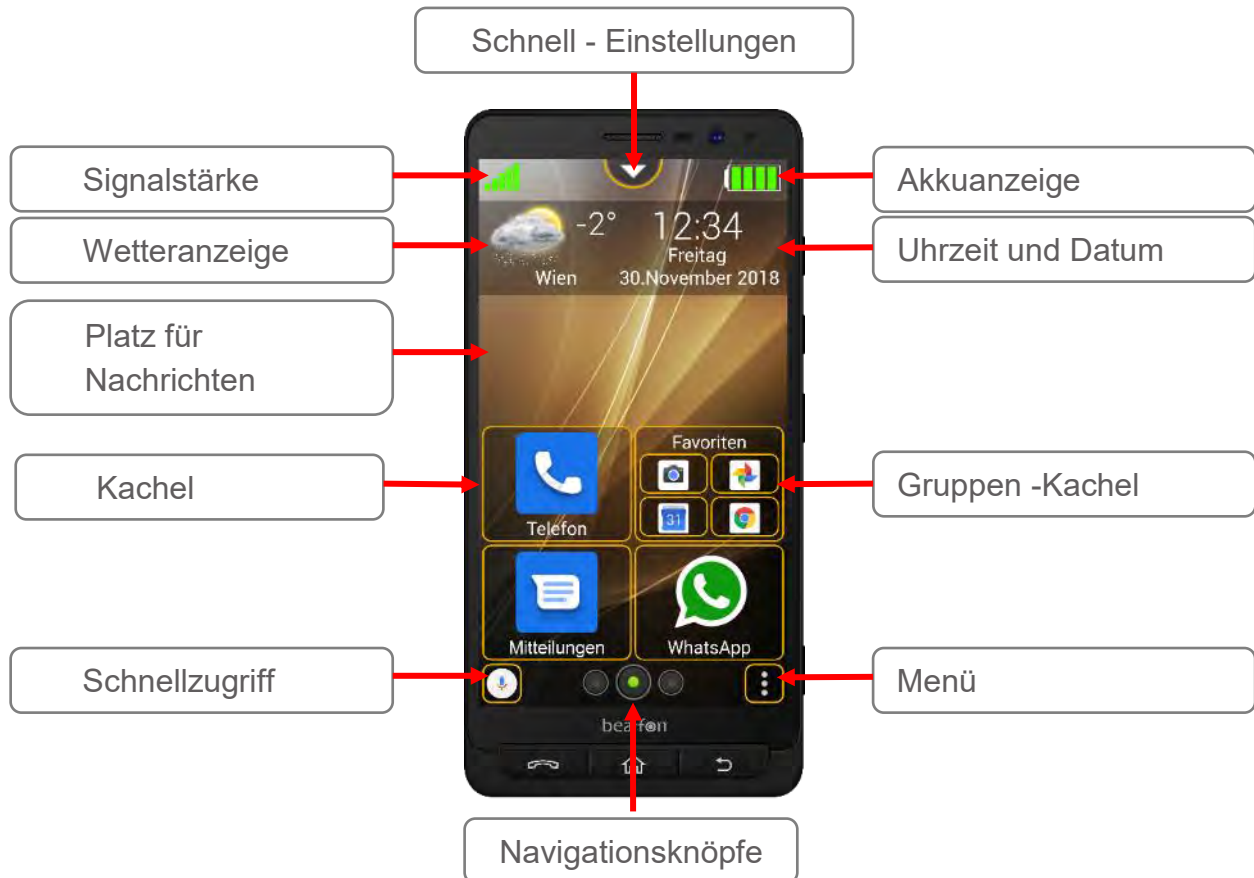 Schnell - Einstellungen
Signalstärke
Akkuanzeige
Wetteranzeige
-2°
12:34
Uhrzeit und Datum
Freitag
Wien
30.November 2018
Platz für
Nachrichten
Kachel
Favoriten
31
Gruppen -Kachel
Telefon
Mitteilungen
WhatsApp
Schnellzugriff
Menü
Navigationsknöpfe